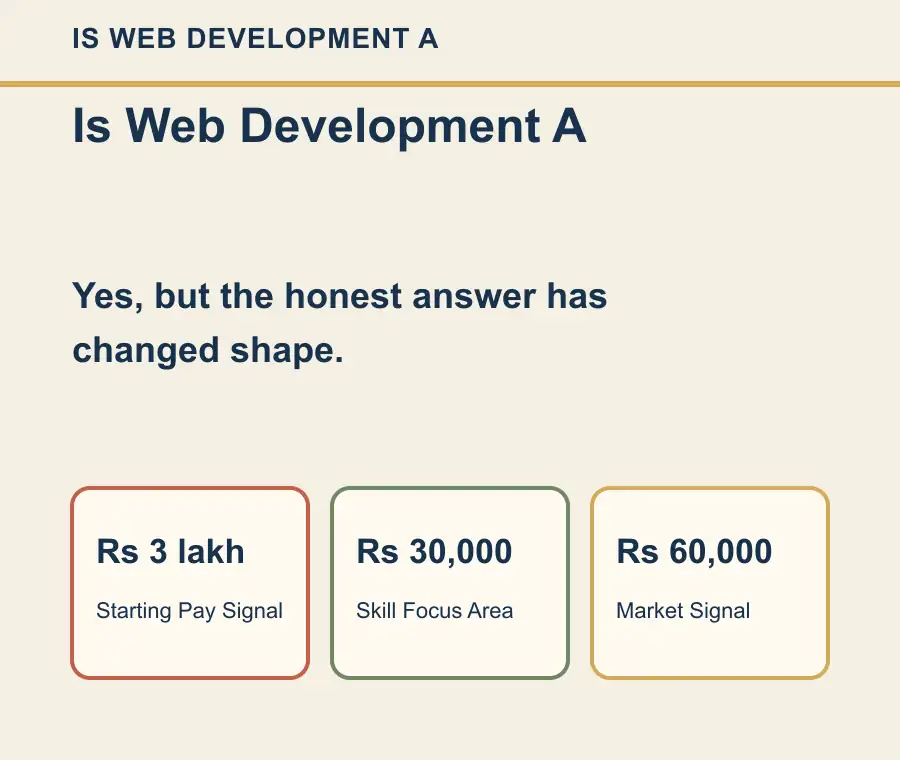 IS WEB DEVELOPMENT A
Is Web Development A
Yes, but the honest answer has
changed shape.
Rs 3 lakh
Starting Pay Signal
Rs 30,000
Skill Focus Area
Rs 60,000
Market Signal